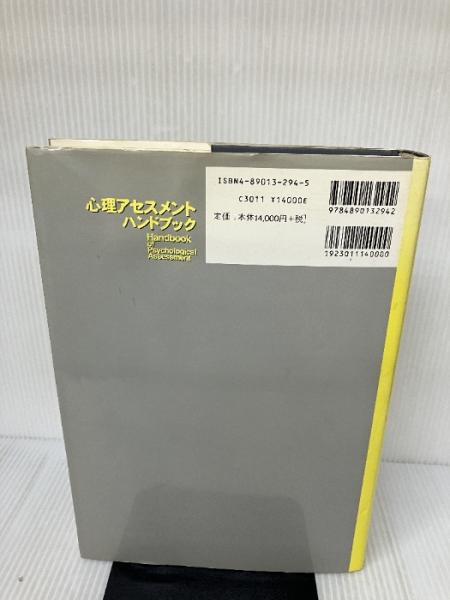 心理アセスメント
ハンドブック
Handbook
of
Psychological
Assessment
ISBN4-89013-294-5
C3011 ¥14000E
定価:本体14,000円+税
9784890132942
1923011140000